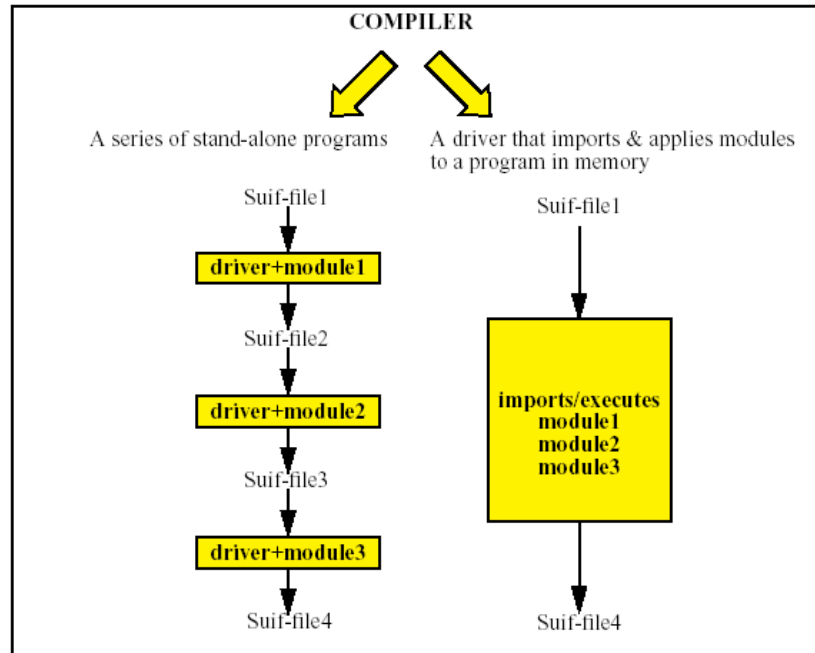 COMPILER
A series of stand-alone programs
Suif-file1
driver+module1
Suif-file2
driver+module2
Suif-file3
driver+module3
Suif-file4
A driver that imports & applies modules
to a program in memory
Suif-file1
imports/executes
module1
module2
module3
Suif-file4